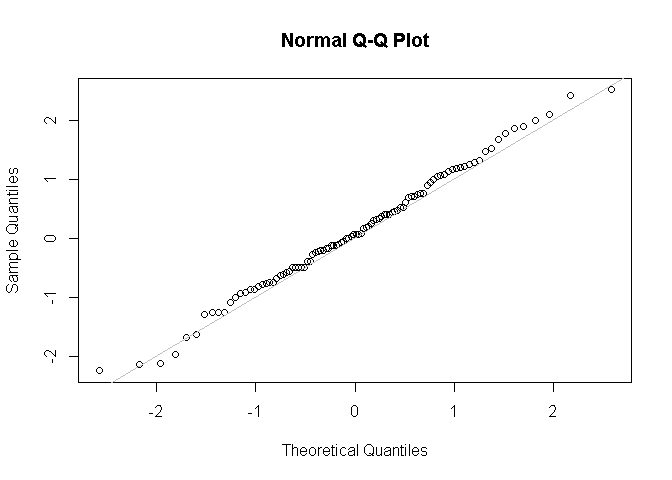 Normal Q-Q Plot
Sample Quantiles
2
1
0
-1
-2
-2 -1 0 1 2
Theoretical Quantiles